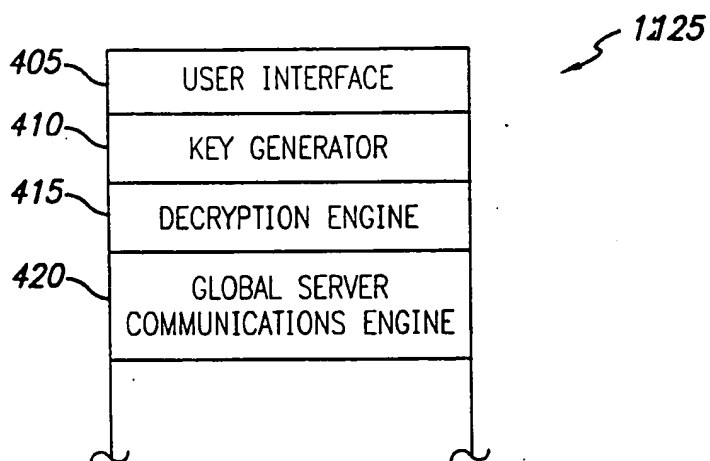 1125
405
USER INTERFACE
410
KEY GENERATOR
415
DECRYPTION ENGINE
420
GLOBAL SERVER
COMMUNICATIONS ENGINE